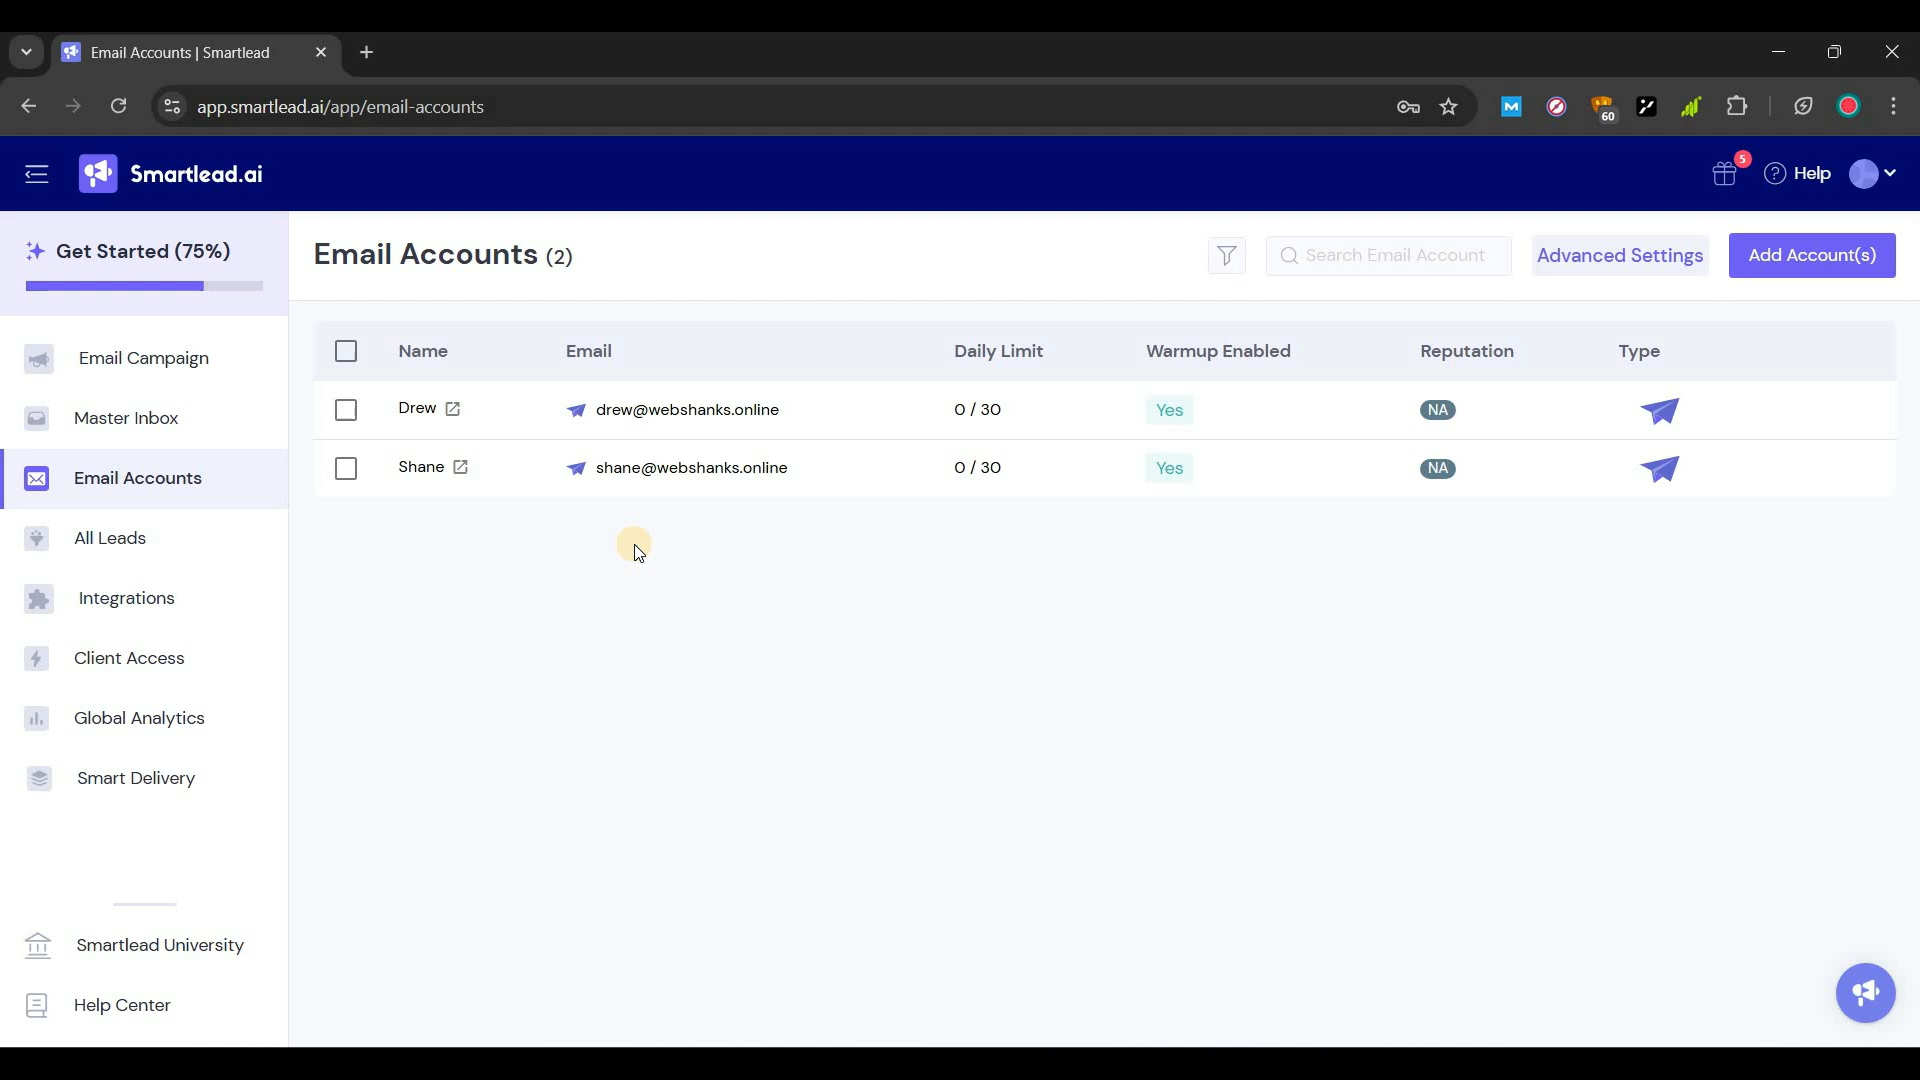 Email Accounts | Smartlead
app.smartlead.ai/app/email-accounts
60
Smartlead.ai
5
Help
Get Started (75%)
Email Accounts (2)
Search Email Account
Advanced Settings
Add Account(s)
Email Campaign
Master Inbox
Email Accounts
All Leads
Integrations
Client Access
Global Analytics
Smart Delivery
Smartlead University
Help Center
Name Email Daily Limit Warmup Enabled Reputation Type
Drew drew@webshanks.online 0 / 30 Yes NA
Shane shane@webshanks.online 0 / 30 Yes NA